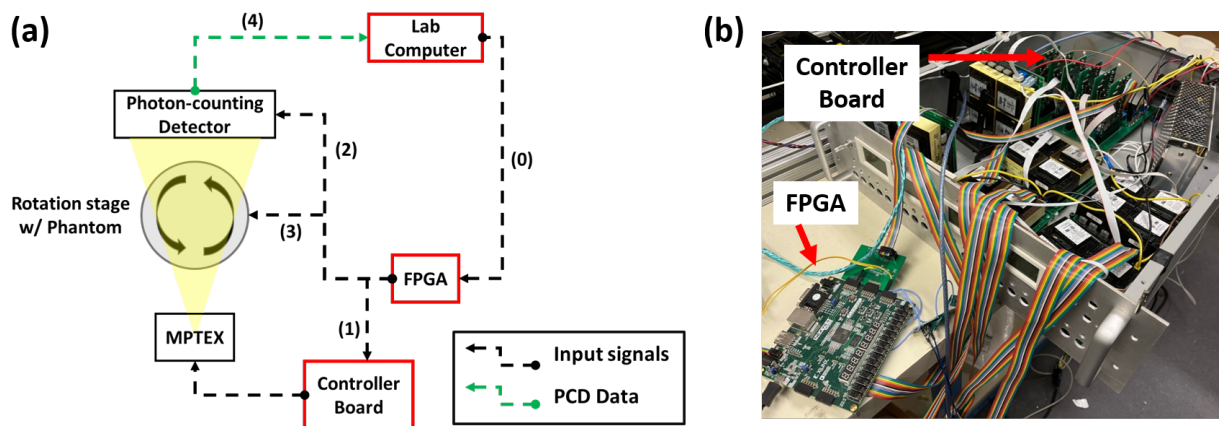 (a)
(4)
Lab
Computer
Photon-counting
Detector
(2)
(0)
Rotation stage
w/ Phantom
(3)
FPGA
MPTEX
(1)
Controller
Board
Input signals
PCD Data
(b)
Controller
Board
FPGA